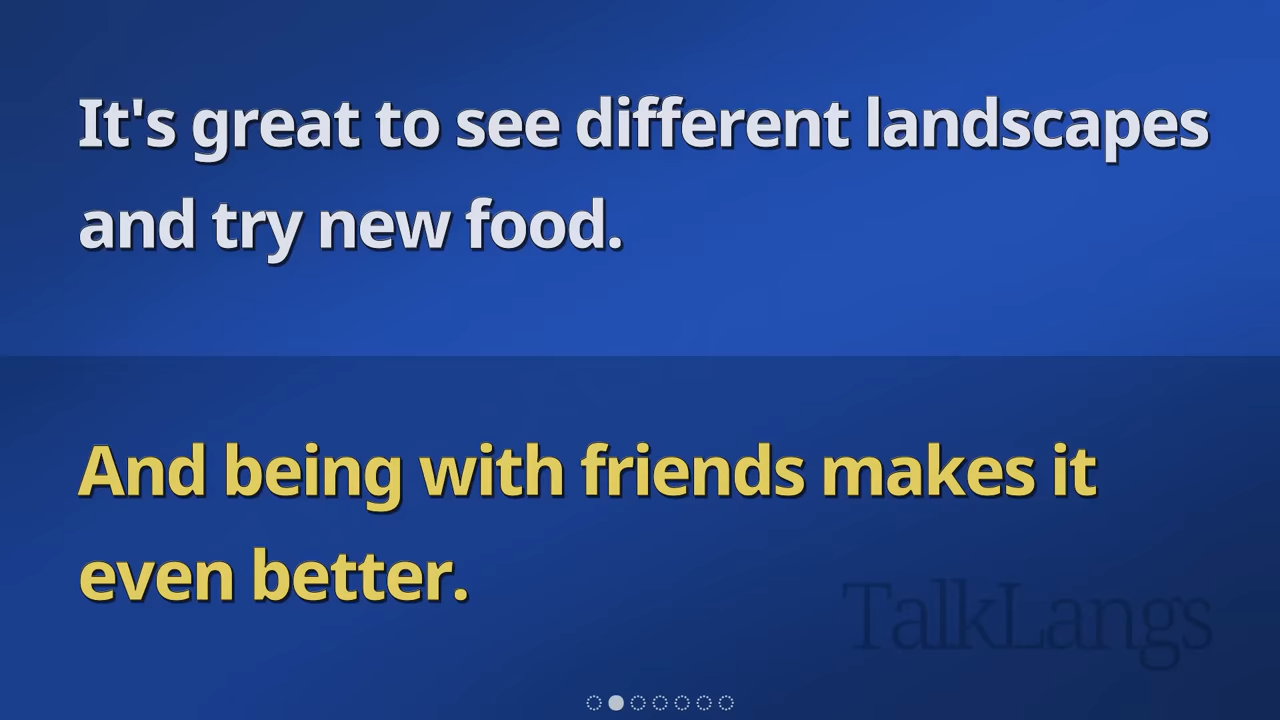 It's great to see different landscapes
and try new food.
And being with friends makes it
even better.
TalkLangs